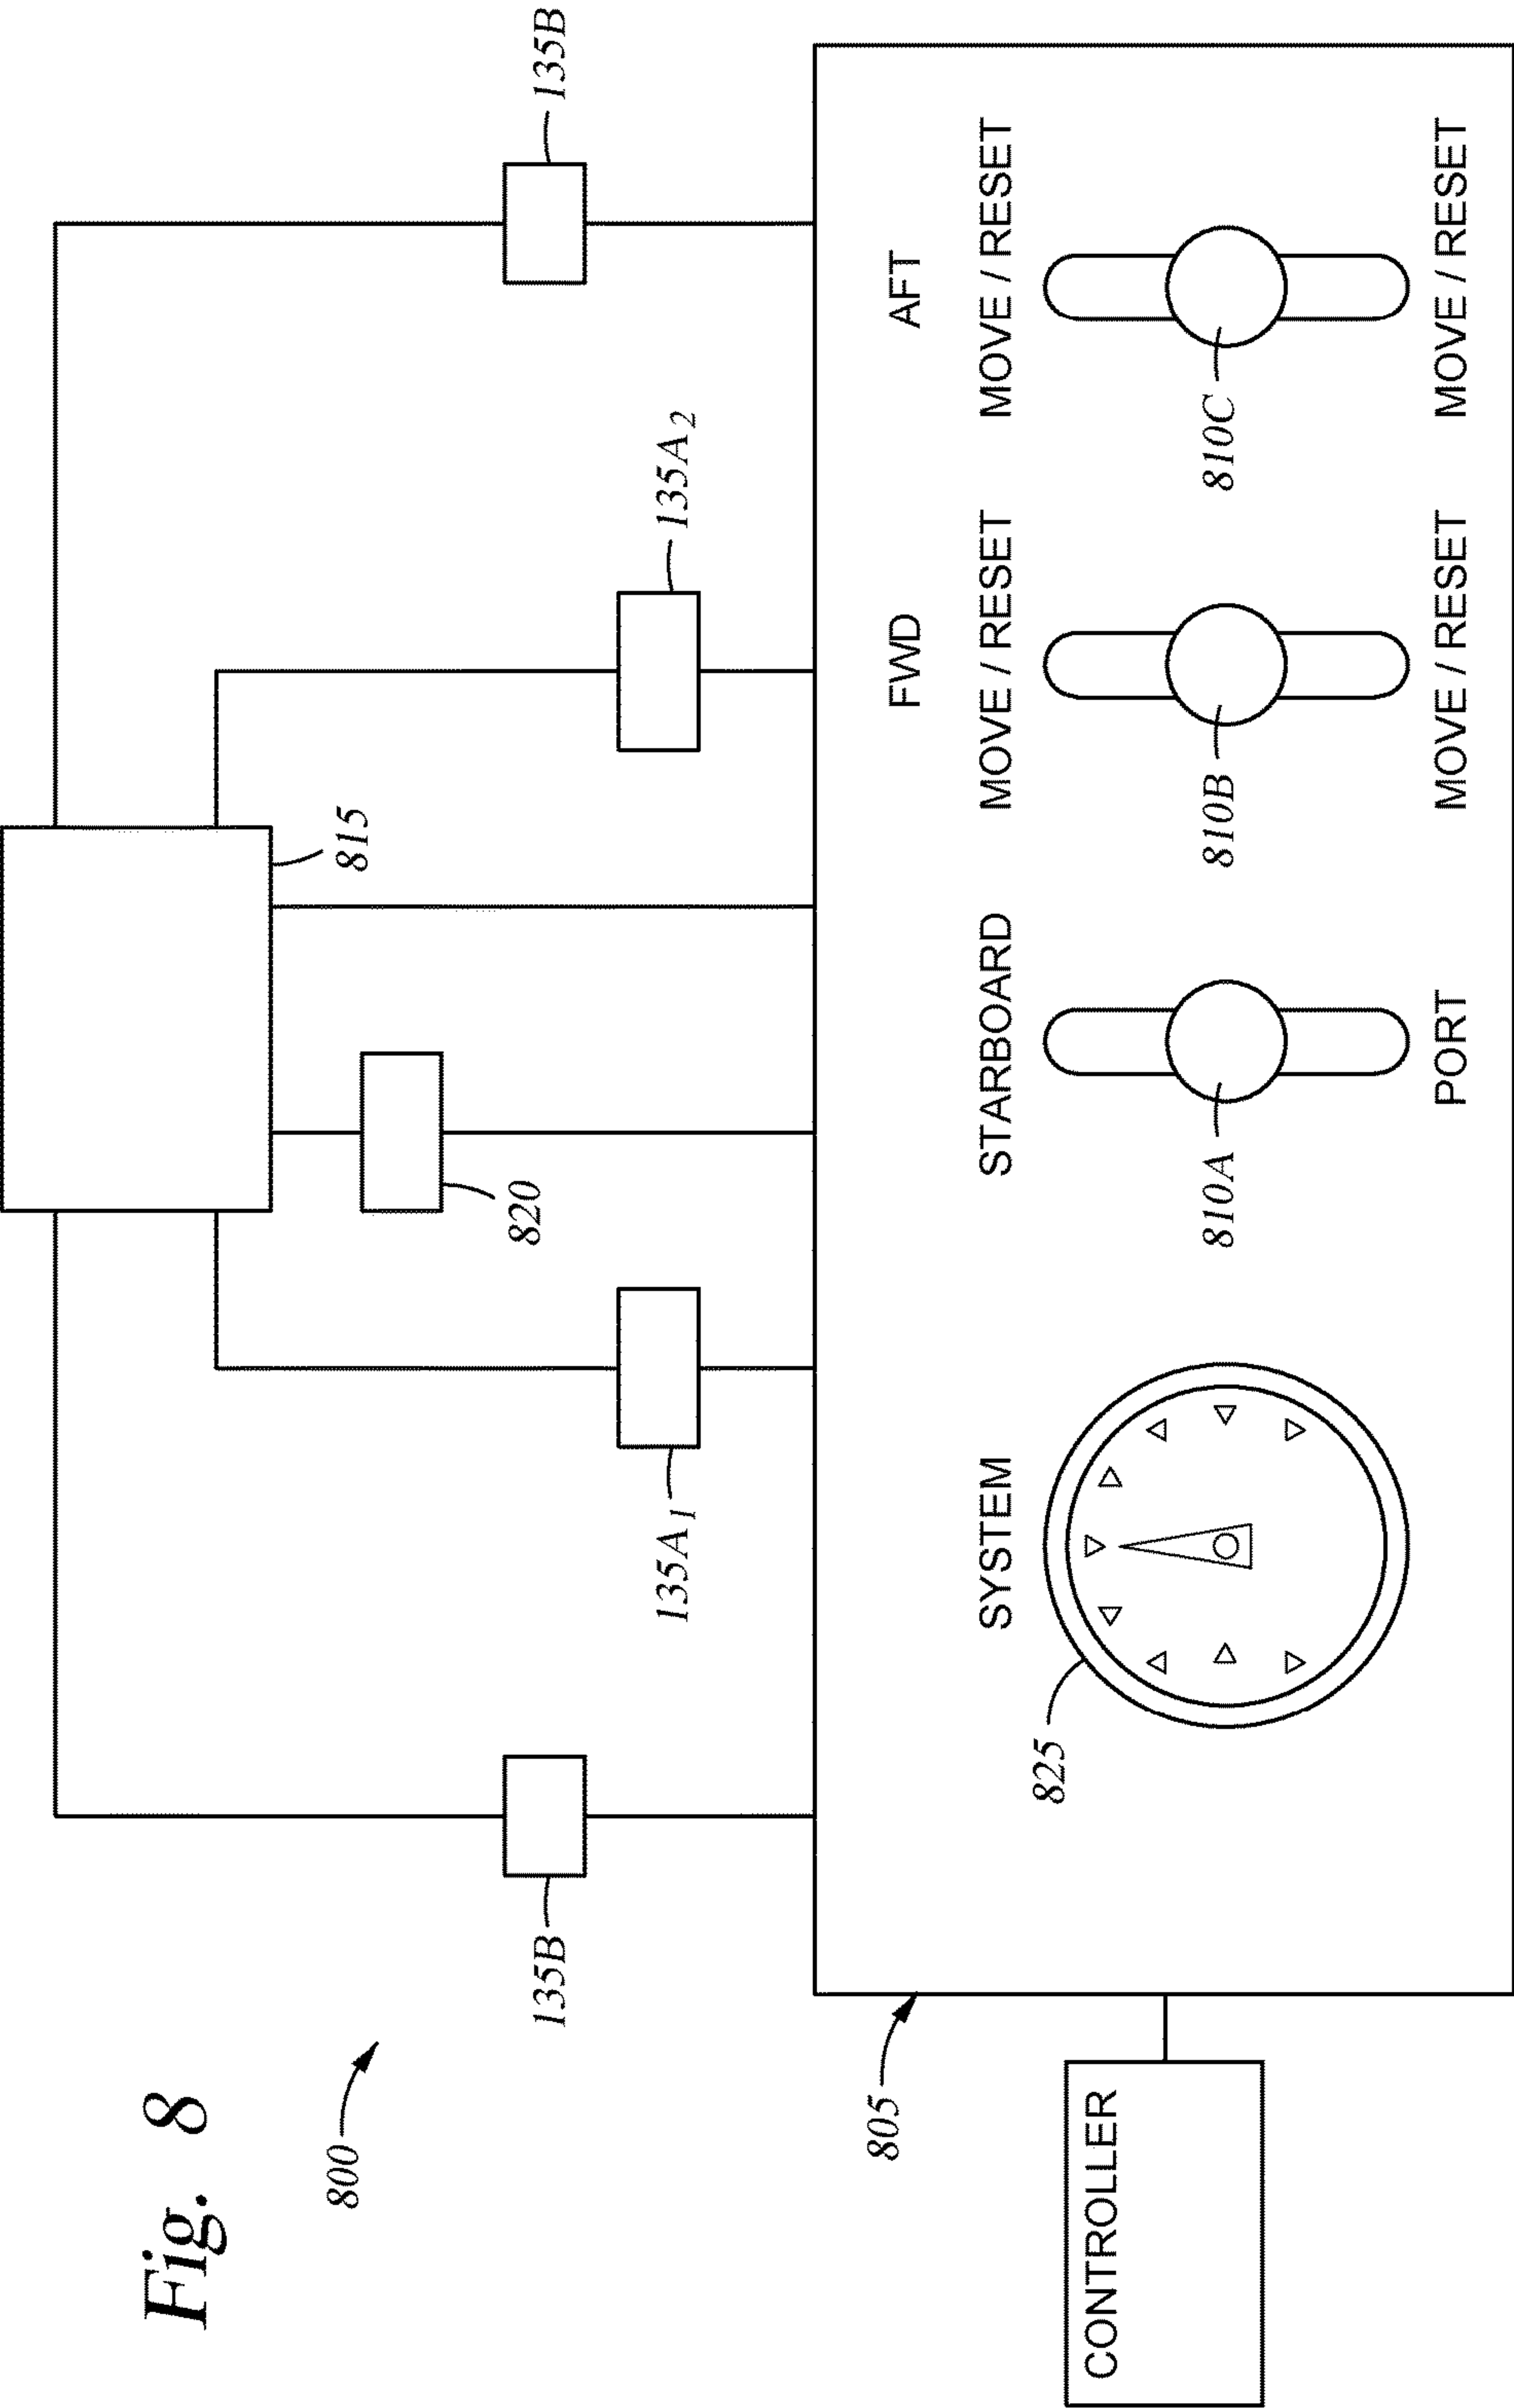 Fig. 8
800
815
135B
820
135B
135A1
135A2
805
SYSTEM
STARBOARD
FWD
AFT
MOVE / RESET
MOVE / RESET
825
810A
810B
810C
PORT
MOVE / RESET
MOVE / RESET
CONTROLLER